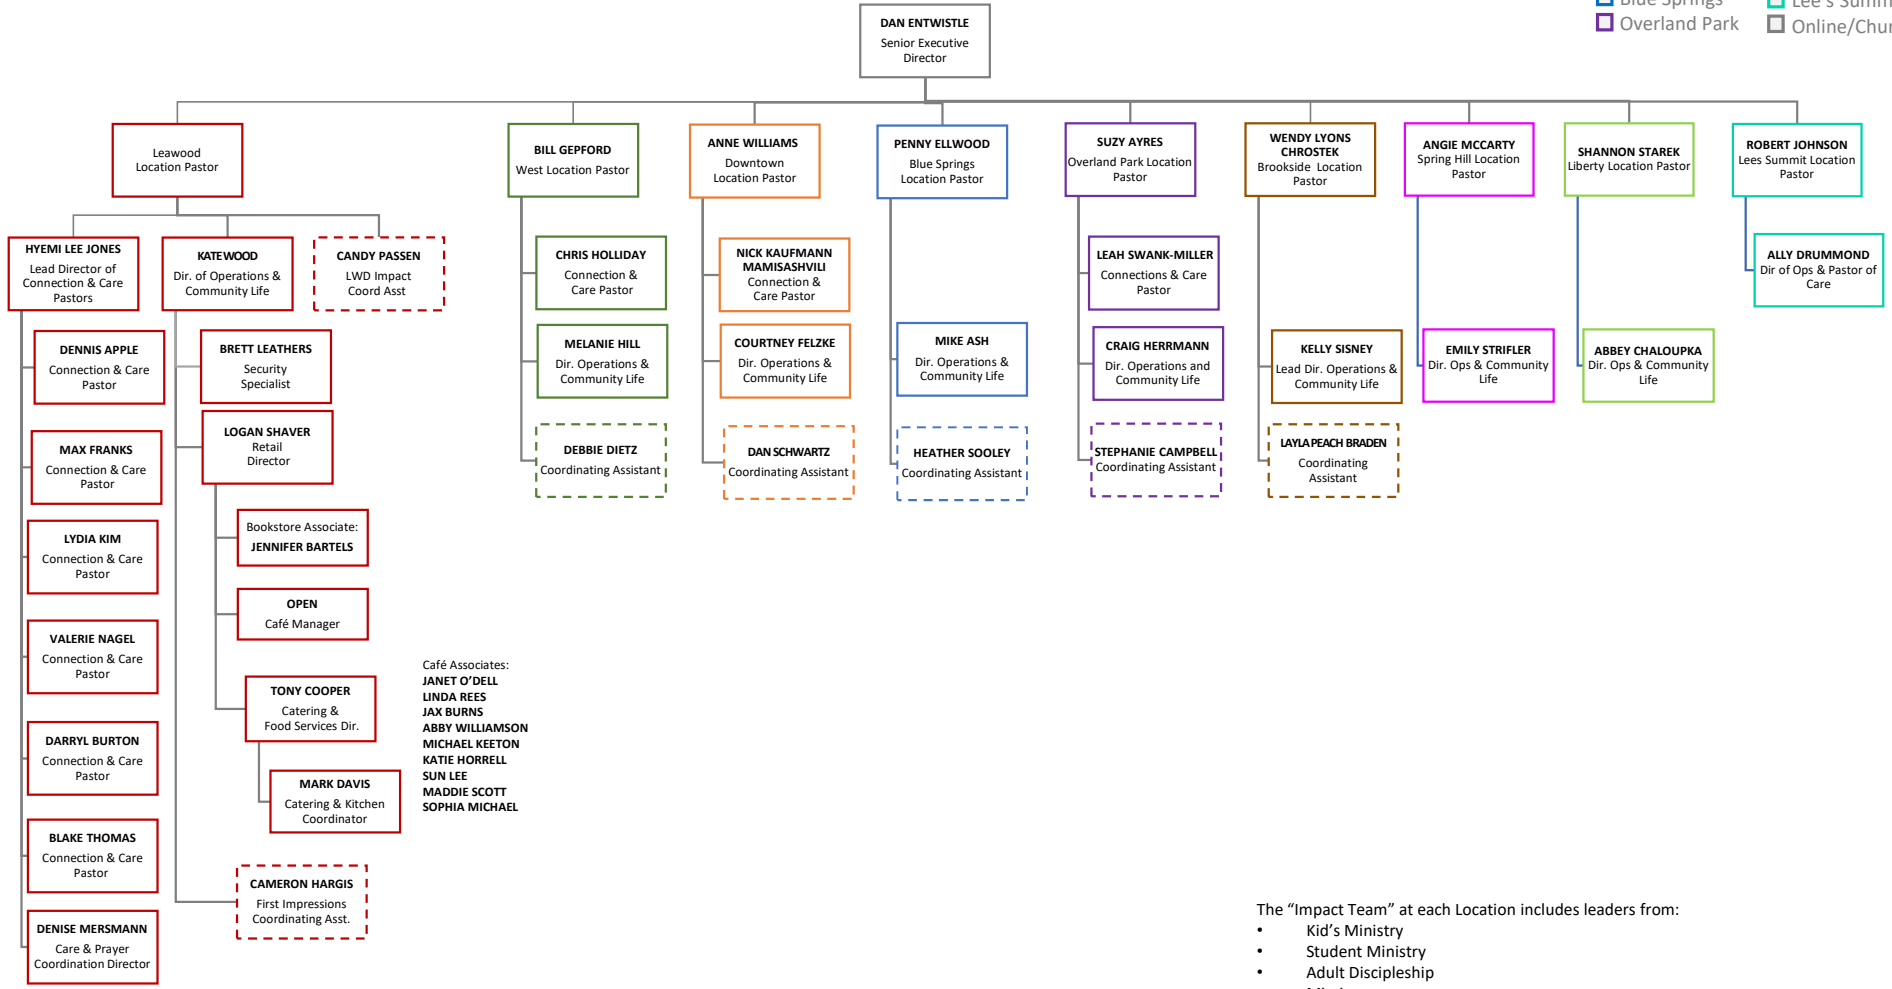 DAN ENTWISTLE
Senior Executive
Director
Overland Park
Leawood
Location Pastor
BILL GEPFORD
West Location Pastor
ANNE WILLIAMS
Downtown
Location Pastor
PENNY ELLWOOD
Blue Springs
Location Pastor
SUZY AYRES
Overland Park Location
Pastor
WENDY LYONS
CHROSTEK
Brookside Location
Pastor
ANGIE MCCARTY
Spring Hill Location
Pastor
SHANNON STAREK
Liberty Location Pastor
ROBERT JOHNSON
Lees Summit Location
Pastor
HYEMI LEE JONES
Lead Director of
Connection & Care
Pastors
KATE WOOD
Dir. of Operations &
Community Life
CANDY PASSEN
LWD Impact
Coord Asst
CHRIS HOLLIDAY
Connection &
Care Pastor
NICK KAUFMANN
MAMISASHVILI
Connection &
Care Pastor
LEAH SWANK-MILLER
Connections & Care
Pastor
ALLY DRUMMOND
Dir of Ops & Pastor of
Care
DENNIS APPLE
Connection & Care
Pastor
BRETT LEATHERS
Security
Specialist
MELANIE HILL
Dir. Operations &
Community Life
COURTNEY FELZKE
Dir. Operations &
Community Life
MIKE ASH
Dir. Operations &
Community Life
CRAIG HERRMANN
Dir. Operations and
Community Life
KELLY SISNEY
Lead Dir. Operations &
Community Life
EMILY STRIFLER
Dir. Ops & Community
Life
ABBEY CHALOUPKA
Dir. Ops & Community
Life
MAX FRANKS
Connection & Care
Pastor
LOGAN SHAVER
Retail
Director
DEBBIE DIETZ
Coordinating Assistant
DAN SCHWARTZ
Coordinating Assistant
HEATHER SOOLEY
Coordinating Assistant
STEPHANIE CAMPBELL
Coordinating Assistant
LAYLA PEACH BRADEN
Coordinating
Assistant
LYDIA KIM
Connection & Care
Pastor
Bookstore Associate:
JENNIFER BARTELS
OPEN
Café Manager
VALERIE NAGEL
Connection & Care
Pastor
TONY COOPER
Catering &
Food Services Dir.
Café Associates:
JANET O’DELL
LINDA REES
JAX BURNS
ABBY WILLIAMSON
MICHAEL KEETON
KATIE HORRELL
SUN LEE
MADDIE SCOTT
SOPHIA MICHAEL
DARRYL BURTON
Connection & Care
Pastor
MARK DAVIS
Catering & Kitchen
Coordinator
BLAKE THOMAS
Connection & Care
Pastor
CAMERON HARGIS
First Impressions
Coordinating Asst.
DENISE MERSMANN
Care & Prayer
Coordination Director
The “Impact Team” at each Location includes leaders from:
• Kid’s Ministry
• Student Ministry
• Adult Discipleship